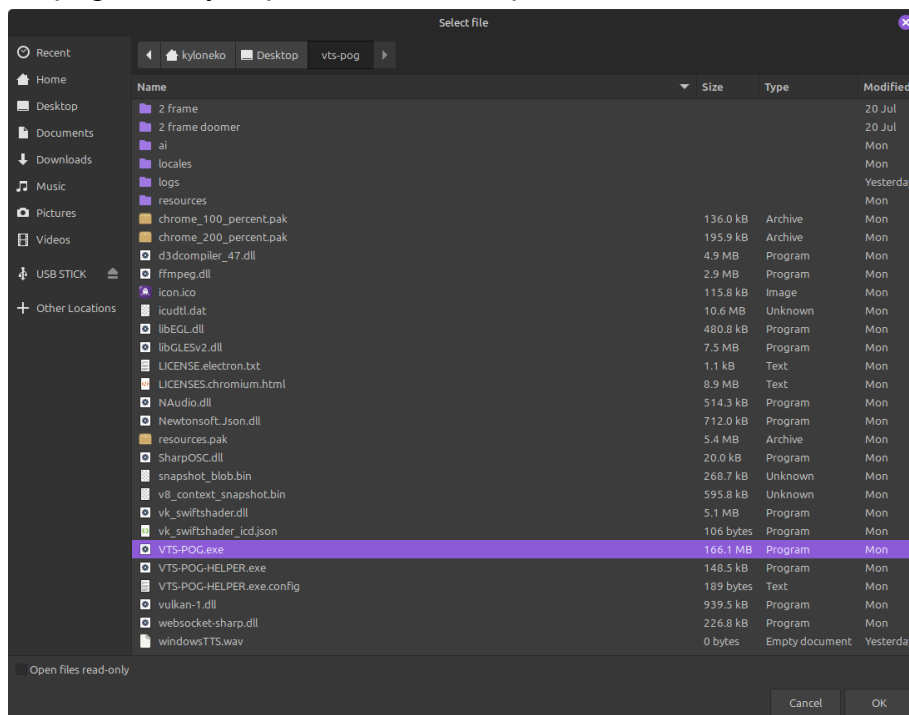 Select file
Recent
Home
Desktop
Documents
Downloads
Music
Pictures
Videos
USB STICK
Other Locations
kyloneko Desktop vts-pog
Name Size Type Modified
2 frame 20 Jul
2 frame doomer 20 Jul
ai Mon
locales Mon
logs Yesterda
resources Mon
chrome_100_percent.pak 136.0 kB Archive Mon
chrome_200_percent.pak 195.9 kB Archive Mon
d3dcompiler_47.dll 4.9 MB Program Mon
ffmpeg.dll 2.9 MB Program Mon
icon.ico 115.8 kB Image Mon
icudtl.dat 10.6 MB Unknown Mon
libEGL.dll 480.8 kB Program Mon
libGLESv2.dll 7.5 MB Program Mon
LICENSE.electron.txt 1.1 kB Text Mon
LICENSES.chromium.html 8.9 MB Text Mon
NAudio.dll 514.3 kB Program Mon
Newtonsoft.Json.dll 712.0 kB Program Mon
resources.pak 5.4 MB Archive Mon
SharpOSC.dll 20.0 kB Program Mon
snapshot_blob.bin 268.7 kB Unknown Mon
v8_context_snapshot.bin 595.8 kB Unknown Mon
vk_swiftshader.dll 5.1 MB Program Mon
vk_swiftshader_icd.json 106 bytes Program Mon
VTS-POG.exe 166.1 MB Program Mon
VTS-POG-HELPER.exe 148.5 kB Program Mon
VTS-POG-HELPER.exe.config 189 bytes Text Mon
vulkan-1.dll 939.5 kB Program Mon
websocket-sharp.dll 226.8 kB Program Mon
windowsTTS.wav 0 bytes Empty document Yesterda
Open files read-only
Cancel OK